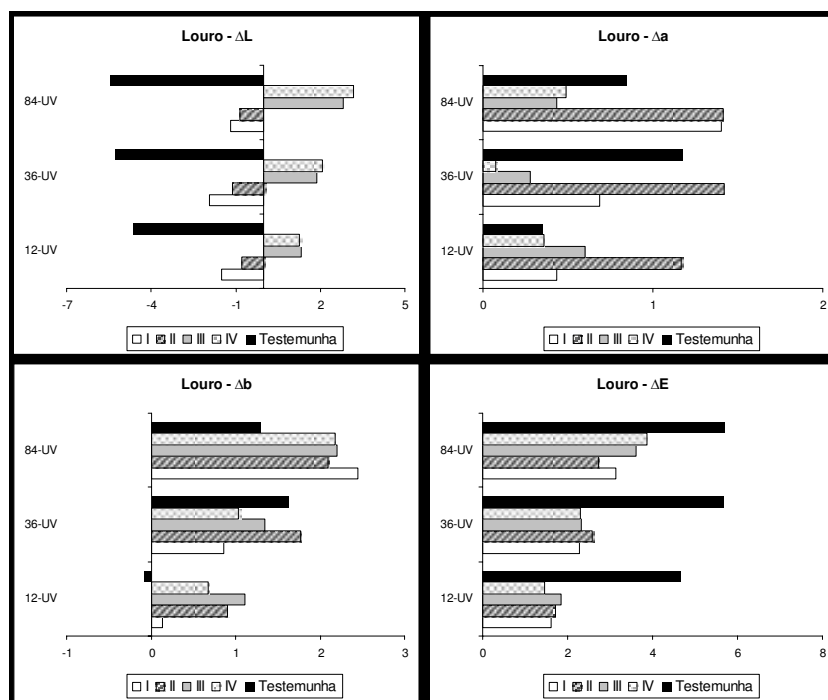 Louro - ΔL
84-UV
36-UV
12-UV
-7 -4 -1 2 5
I II III IV Testemunha
Louro - Δa
84-UV
36-UV
12-UV
0 1 2
I II III IV Testemunha
Louro - Δb
84-UV
36-UV
12-UV
-1 0 1 2 3
I II III IV Testemunha
Louro - ΔE
84-UV
36-UV
12-UV
0 2 4 6 8
I II III IV Testemunha